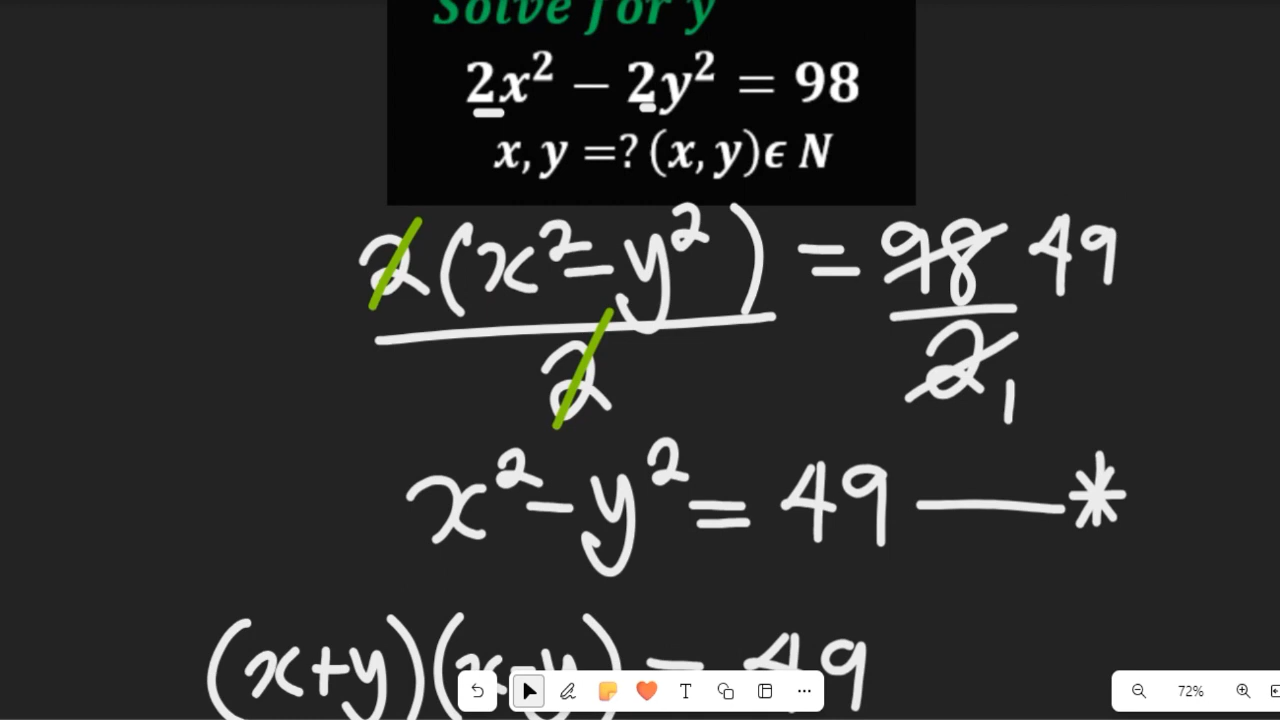 Solve for y
2x² − 2y² = 98
x, y =? (x, y)ϵ N
2(x² − y²) = 98 49
2 2 1
x² − y² = 49 —— *
(x+y)(x−y) = 49
T ... 72%